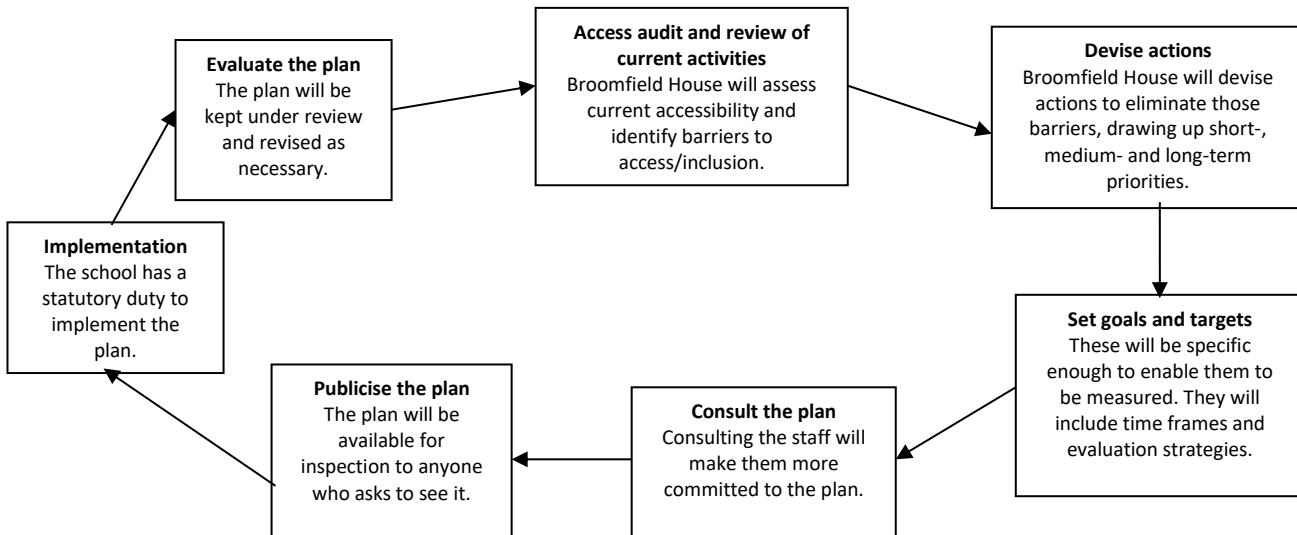 Access audit and review of
current activities
Broomfield House will assess
current accessibility and
identify barriers to
access/inclusion.
Devise actions
Broomfield House will devise
actions to eliminate those
barriers, drawing up short-,
medium- and long-term
priorities.
Set goals and targets
These will be specific
enough to enable them to
be measured. They will
include time frames and
evaluation strategies.
Consult the plan
Consulting the staff will
make them more
committed to the plan.
Publicise the plan
The plan will be
available for
inspection to anyone
who asks to see it.
Implementation
The school has a
statutory duty to
implement the
plan.
Evaluate the plan
The plan will be
kept under review
and revised as
necessary.